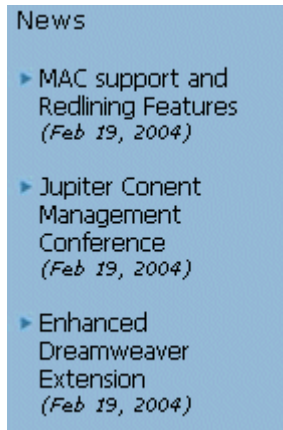 News
MAC support and
Redlining Features
(Feb 19, 2004)
Jupiter Conent
Management
Conference
(Feb 19, 2004)
Enhanced
Dreamweaver
Extension
(Feb 19, 2004)